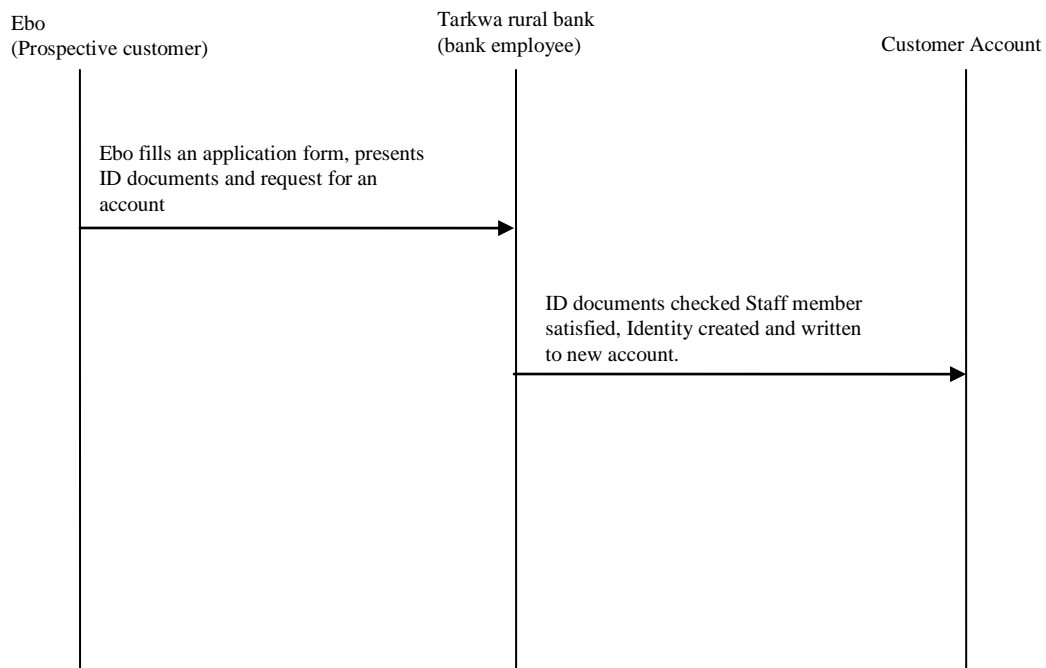 Ebo
(Prospective customer)
Tarkwa rural bank
(bank employee)
Customer Account
Ebo fills an application form, presents
ID documents and request for an
account
ID documents checked Staff member
satisfied, Identity created and written
to new account.